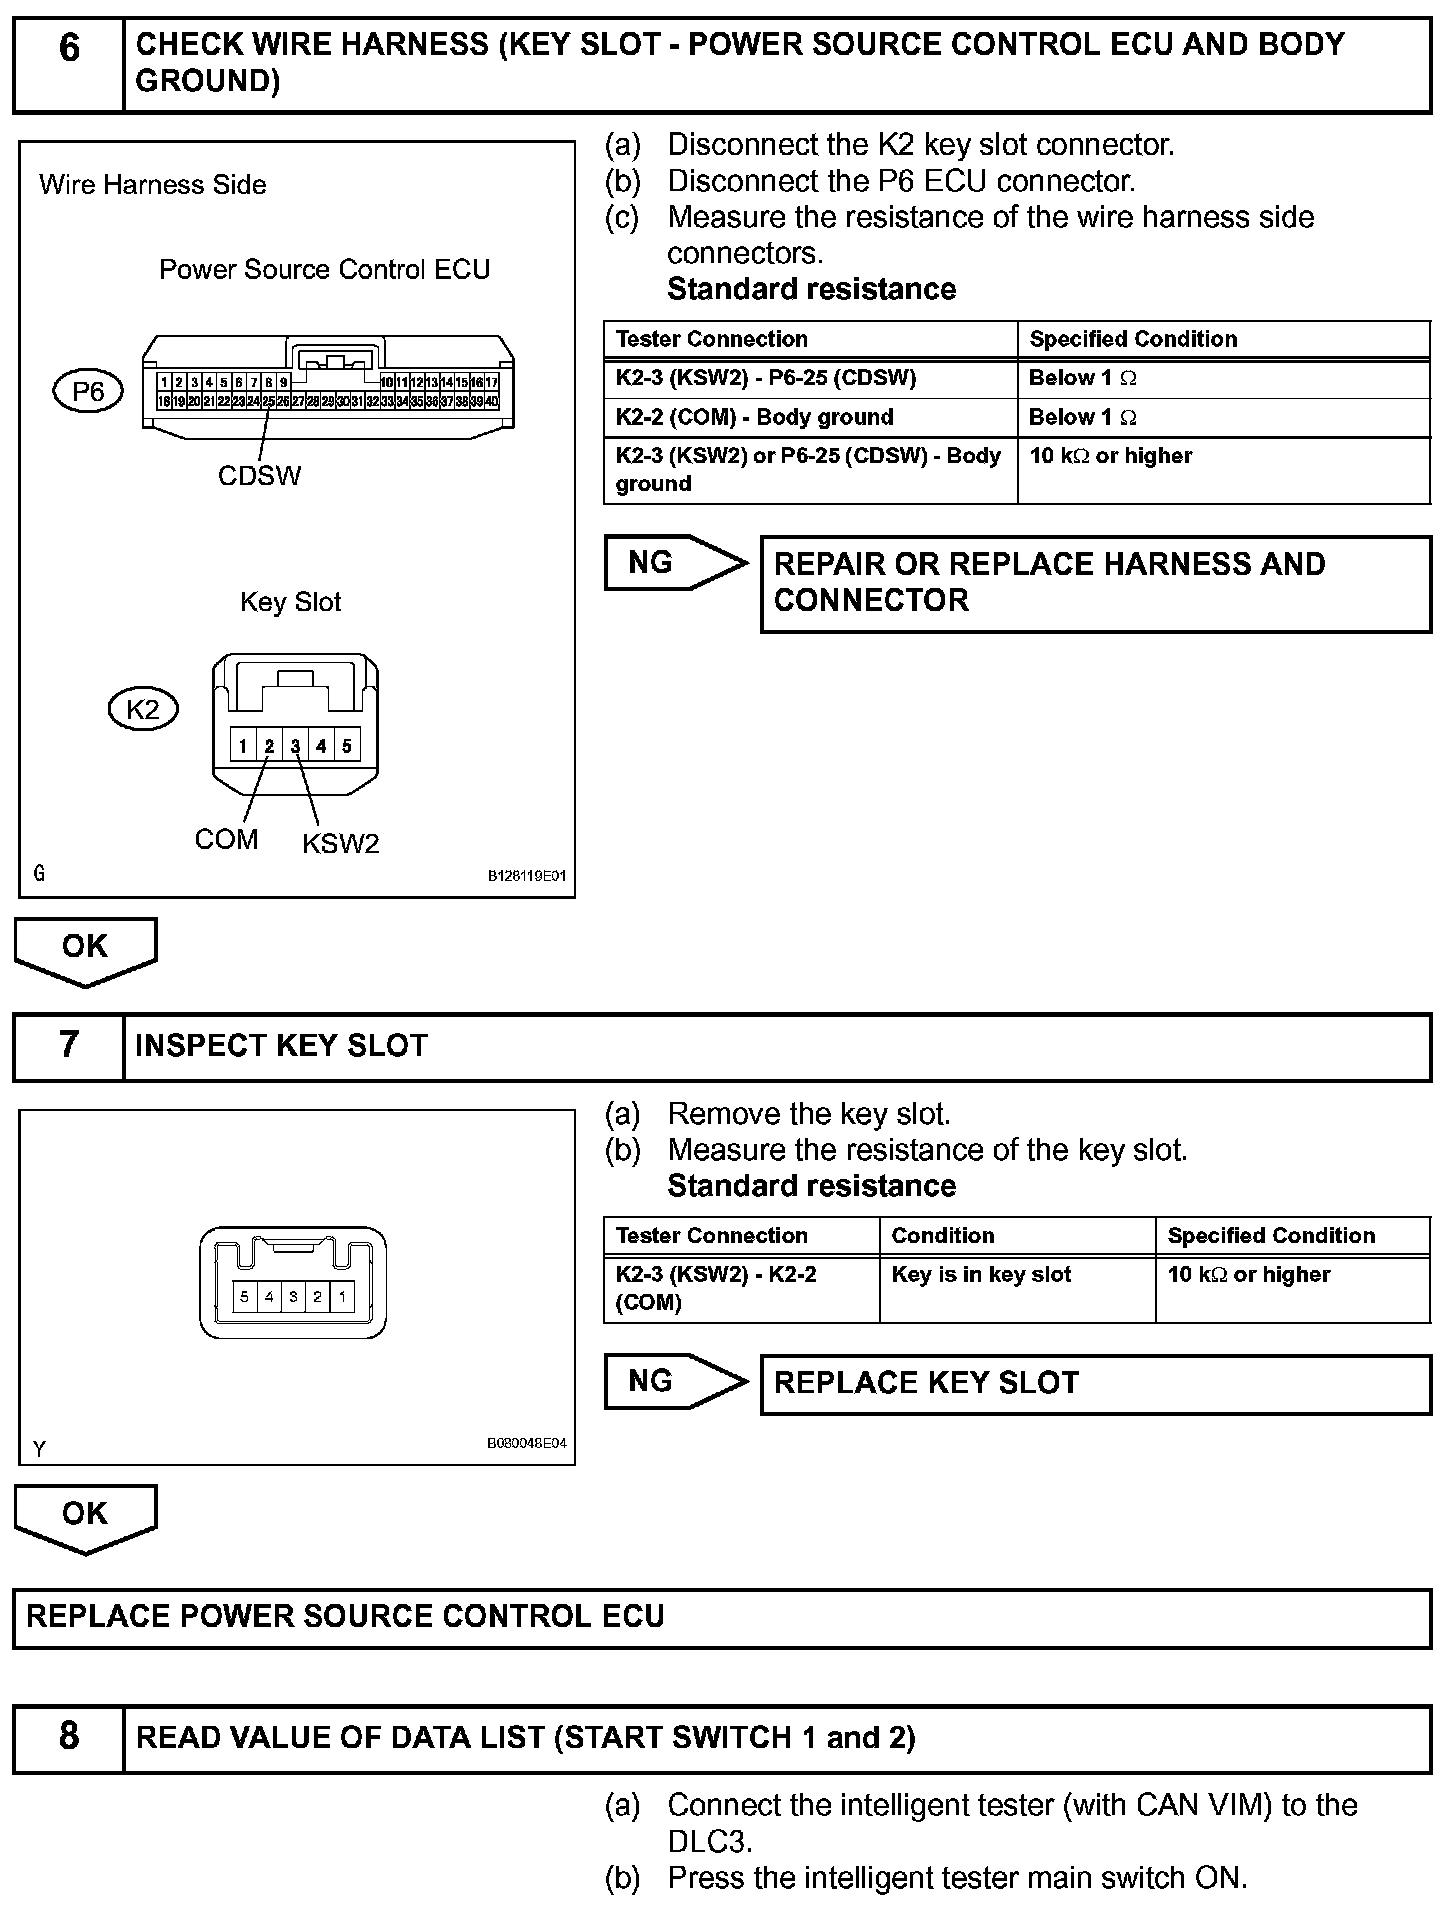 6
CHECK WIRE HARNESS (KEY SLOT - POWER SOURCE CONTROL ECU AND BODY
GROUND)
Wire Harness Side
Power Source Control ECU
P6
1 2 3 4 5 6 7 8 9 10 11 12 13 14 15 16 17
18 19 20 21 22 23 24 25 26 27 28 29 30 31 32 33 34 35 36 37 38 39 40
CDSW
Key Slot
K2
1 2 3 4 5
COM
KSW2
G
B126119E01
(a) Disconnect the K2 key slot connector.
(b) Disconnect the P6 ECU connector.
(c) Measure the resistance of the wire harness side
connectors.
Standard resistance
Tester Connection
Specified Condition
K2-3 (KSW2) - P6-25 (CDSW)
Below 1 Ω
K2-2 (COM) - Body ground
Below 1 Ω
K2-3 (KSW2) or P6-25 (CDSW) - Body
ground
10 kΩ or higher
NG
REPAIR OR REPLACE HARNESS AND
CONNECTOR
OK
7
INSPECT KEY SLOT
5 4 3 2 1
Y
B080048E04
(a) Remove the key slot.
(b) Measure the resistance of the key slot.
Standard resistance
Tester Connection
Condition
Specified Condition
K2-3 (KSW2) - K2-2
(COM)
Key is in key slot
10 kΩ or higher
NG
REPLACE KEY SLOT
OK
REPLACE POWER SOURCE CONTROL ECU
8
READ VALUE OF DATA LIST (START SWITCH 1 and 2)
(a) Connect the intelligent tester (with CAN VIM) to the
DLC3.
(b) Press the intelligent tester main switch ON.